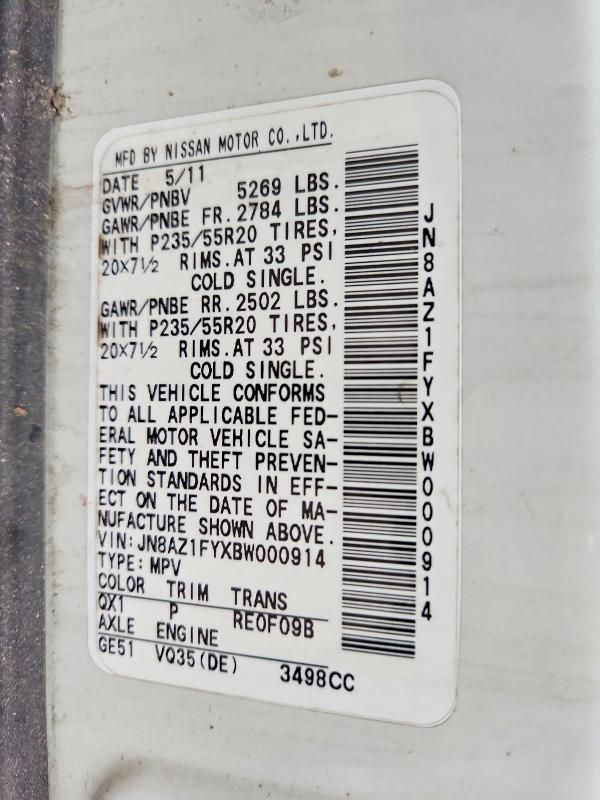 MFD BY NISSAN MOTOR CO.,LTD.
DATE 5/11
GVWR/PNBV 5269 LBS.
GAWR/PNBE FR. 2784 LBS.
WITH P235/55R20 TIRES,
20×7½ RIMS.AT 33 PSI
COLD SINGLE.
GAWR/PNBE RR. 2502 LBS.
WITH P235/55R20 TIRES,
20×7½ RIMS.AT 33 PSI
COLD SINGLE.
THIS VEHICLE CONFORMS
TO ALL APPLICABLE FED-
ERAL MOTOR VEHICLE SA-
FETY AND THEFT PREVEN-
TION STANDARDS IN EFF-
ECT ON THE DATE OF MA-
NUFACTURE SHOWN ABOVE.
VIN:JN8AZ1FYXBW000914
TYPE:MPV
COLOR TRIM TRANS
QX1 P RE0F09B
AXLE ENGINE
GE51 VQ35(DE) 3498CC
JN8AZ1FYXBW000914